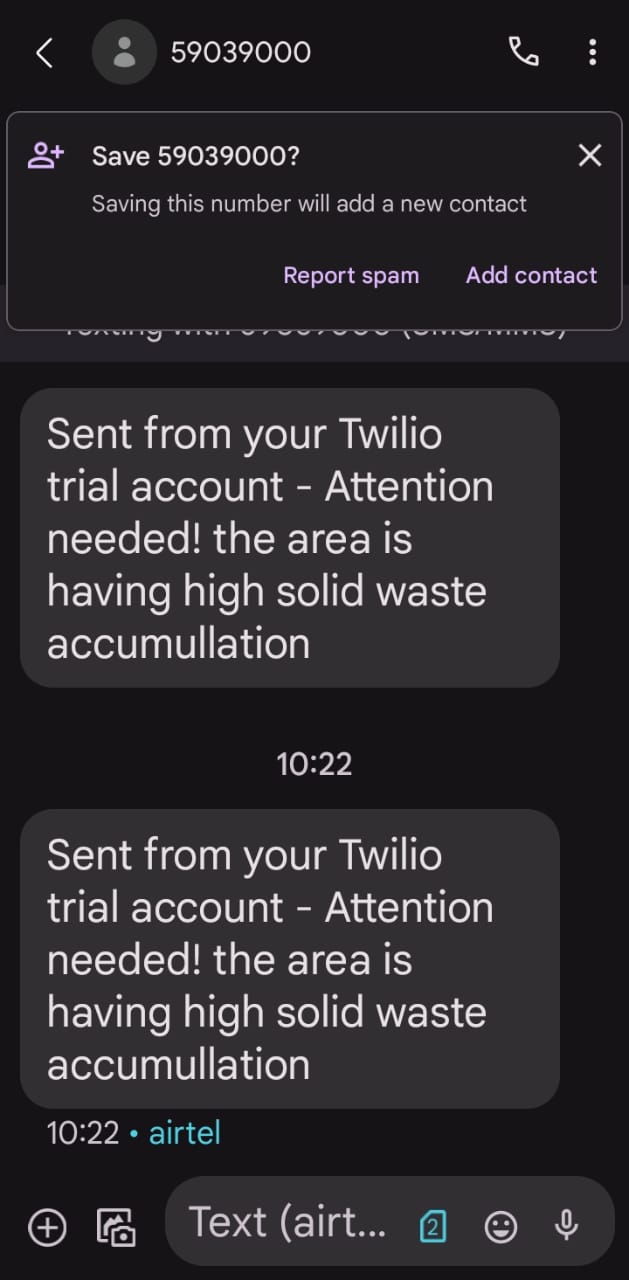 59039000
Save 59039000?
Saving this number will add a new contact
Report spam
Add contact
Texting with 59039000 (SMS/MMS)
Sent from your Twilio
trial account - Attention
needed! the area is
having high solid waste
accumullation
10:22
Sent from your Twilio
trial account - Attention
needed! the area is
having high solid waste
accumullation
10:22 • airtel
Text (airt...
2